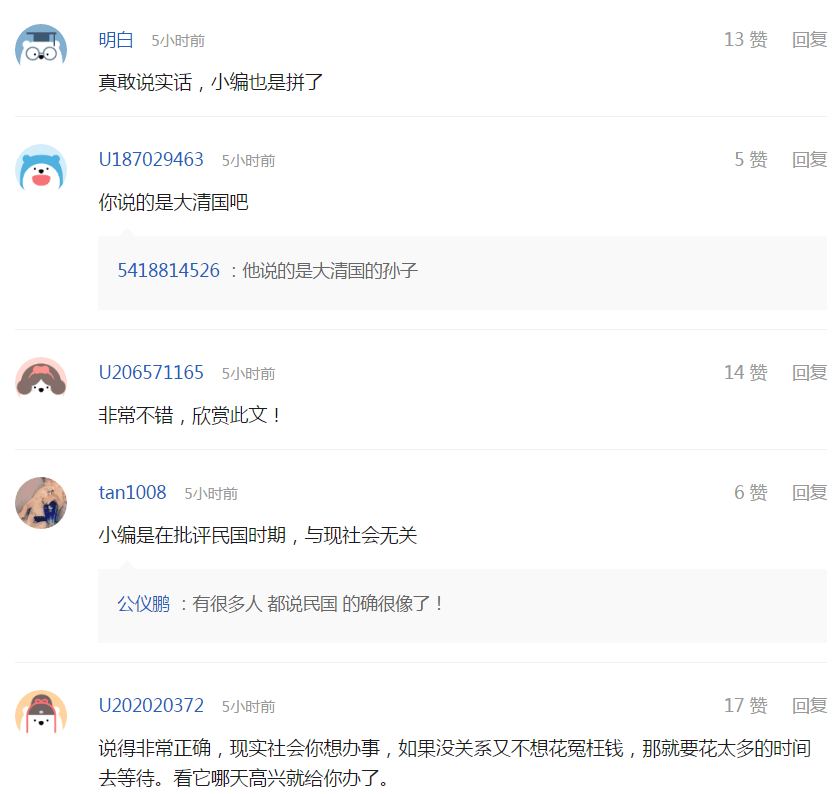 明白 5小时前 13 赞 回复
真敢说实话，小编也是拼了
U187029463 5小时前 5 赞 回复
你说的是大清国吧
5418814526 ：他说的是大清国的孙子
U206571165 5小时前 14 赞 回复
非常不错，欣赏此文！
tan1008 5小时前 6 赞 回复
小编是在批评民国时期，与现社会无关
公仪鹏 ：有很多人 都说民国 的确很像了！
U202020372 5小时前 17 赞 回复
说得非常正确，现实社会你想办事，如果没关系又不想花冤枉钱，那就要花太多的时间
去等待。看它哪天高兴就给你办了。